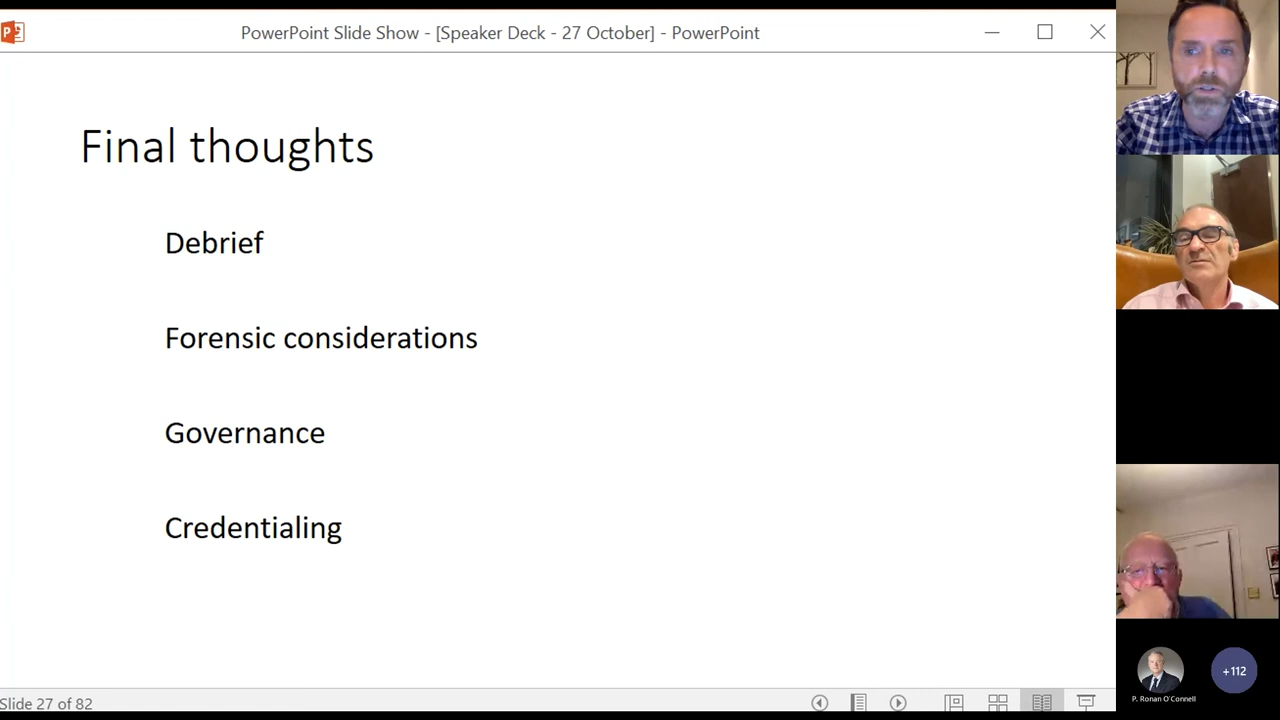 PowerPoint Slide Show - [Speaker Deck - 27 October] - PowerPoint
Final thoughts
Debrief
Forensic considerations
Governance
Credentialing
+112
P. Ronan O'Connell
Slide 27 of 82